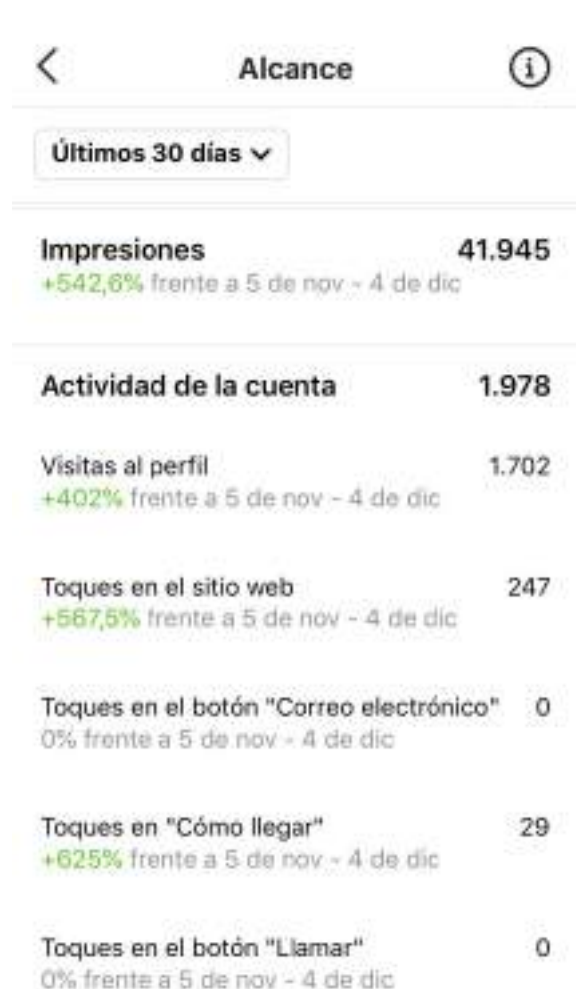 Alcance
Últimos 30 días
Impresiones 41.945
+542,6% frente a 5 de nov - 4 de dic
Actividad de la cuenta 1.978
Visitas al perfil 1.702
+402% frente a 5 de nov - 4 de dic
Toques en el sitio web 247
+567,5% frente a 5 de nov - 4 de dic
Toques en el botón "Correo electrónico" 0
0% frente a 5 de nov - 4 de dic
Toques en "Cómo llegar" 29
+625% frente a 5 de nov - 4 de dic
Toques en el botón "Llamar" 0
0% frente a 5 de nov - 4 de dic